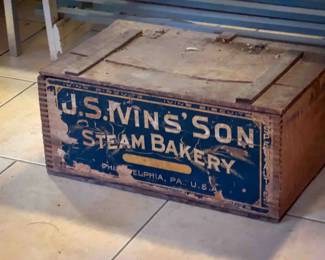 J.S. IVINS' SON
STEAM BAKERY
PHILADELPHIA, PA., U.S.A.